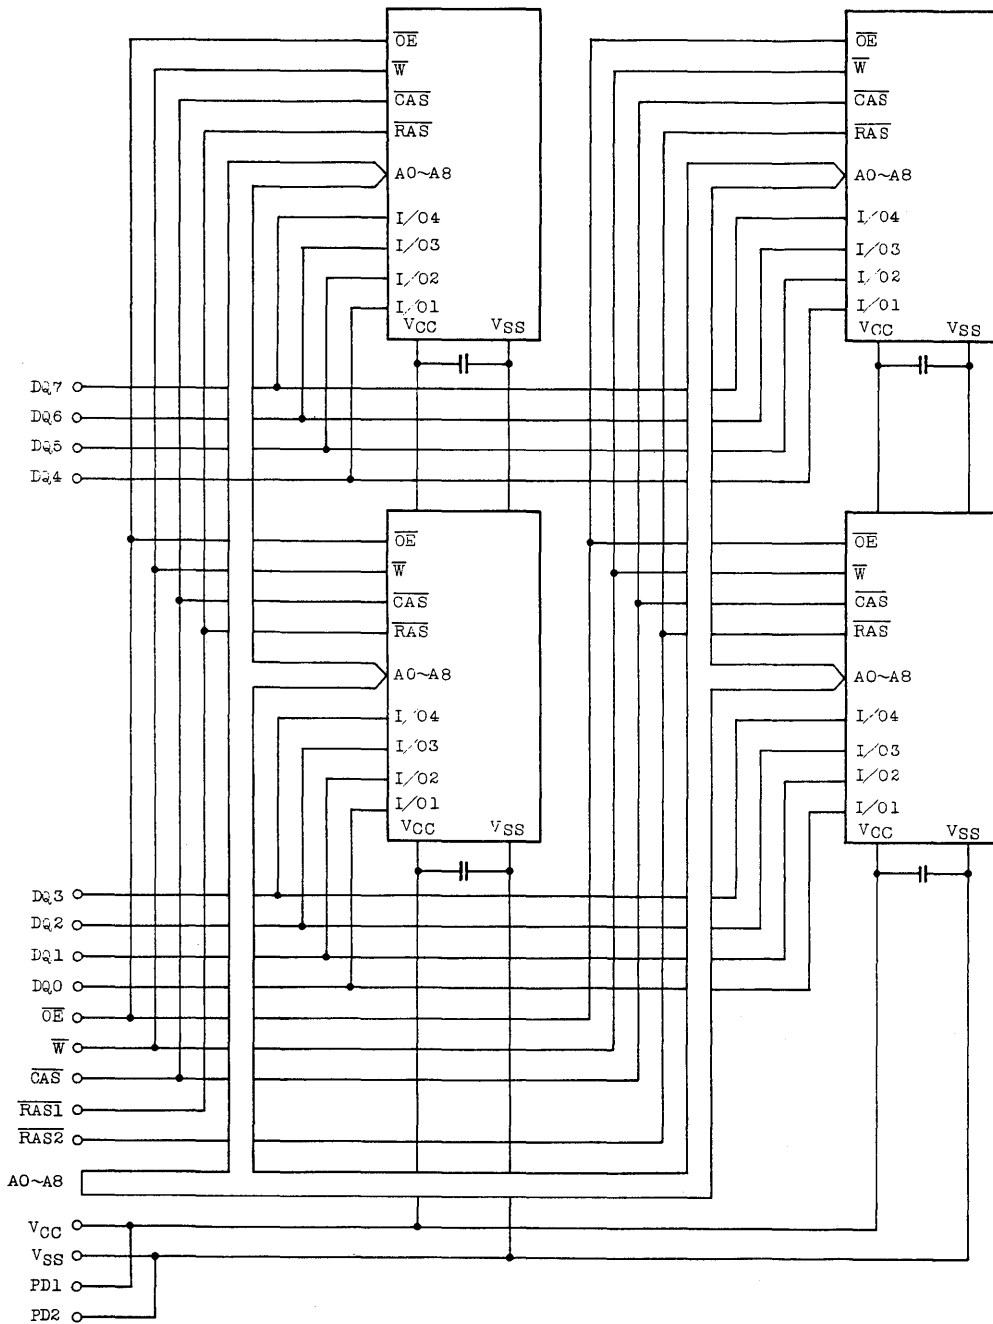 OE
W
CAS
RAS
A0~A8
I/O4
I/O3
I/O2
I/O1
VCC VSS
OE
W
CAS
RAS
A0~A8
I/O4
I/O3
I/O2
I/O1
VCC VSS
DQ7
DQ6
DQ5
DQ4
OE
W
CAS
RAS
A0~A8
I/O4
I/O3
I/O2
I/O1
VCC VSS
OE
W
CAS
RAS
A0~A8
I/O4
I/O3
I/O2
I/O1
VCC VSS
DQ3
DQ2
DQ1
DQ0
OE
W
CAS
RAS1
RAS2
A0~A8
VCC
VSS
PD1
PD2